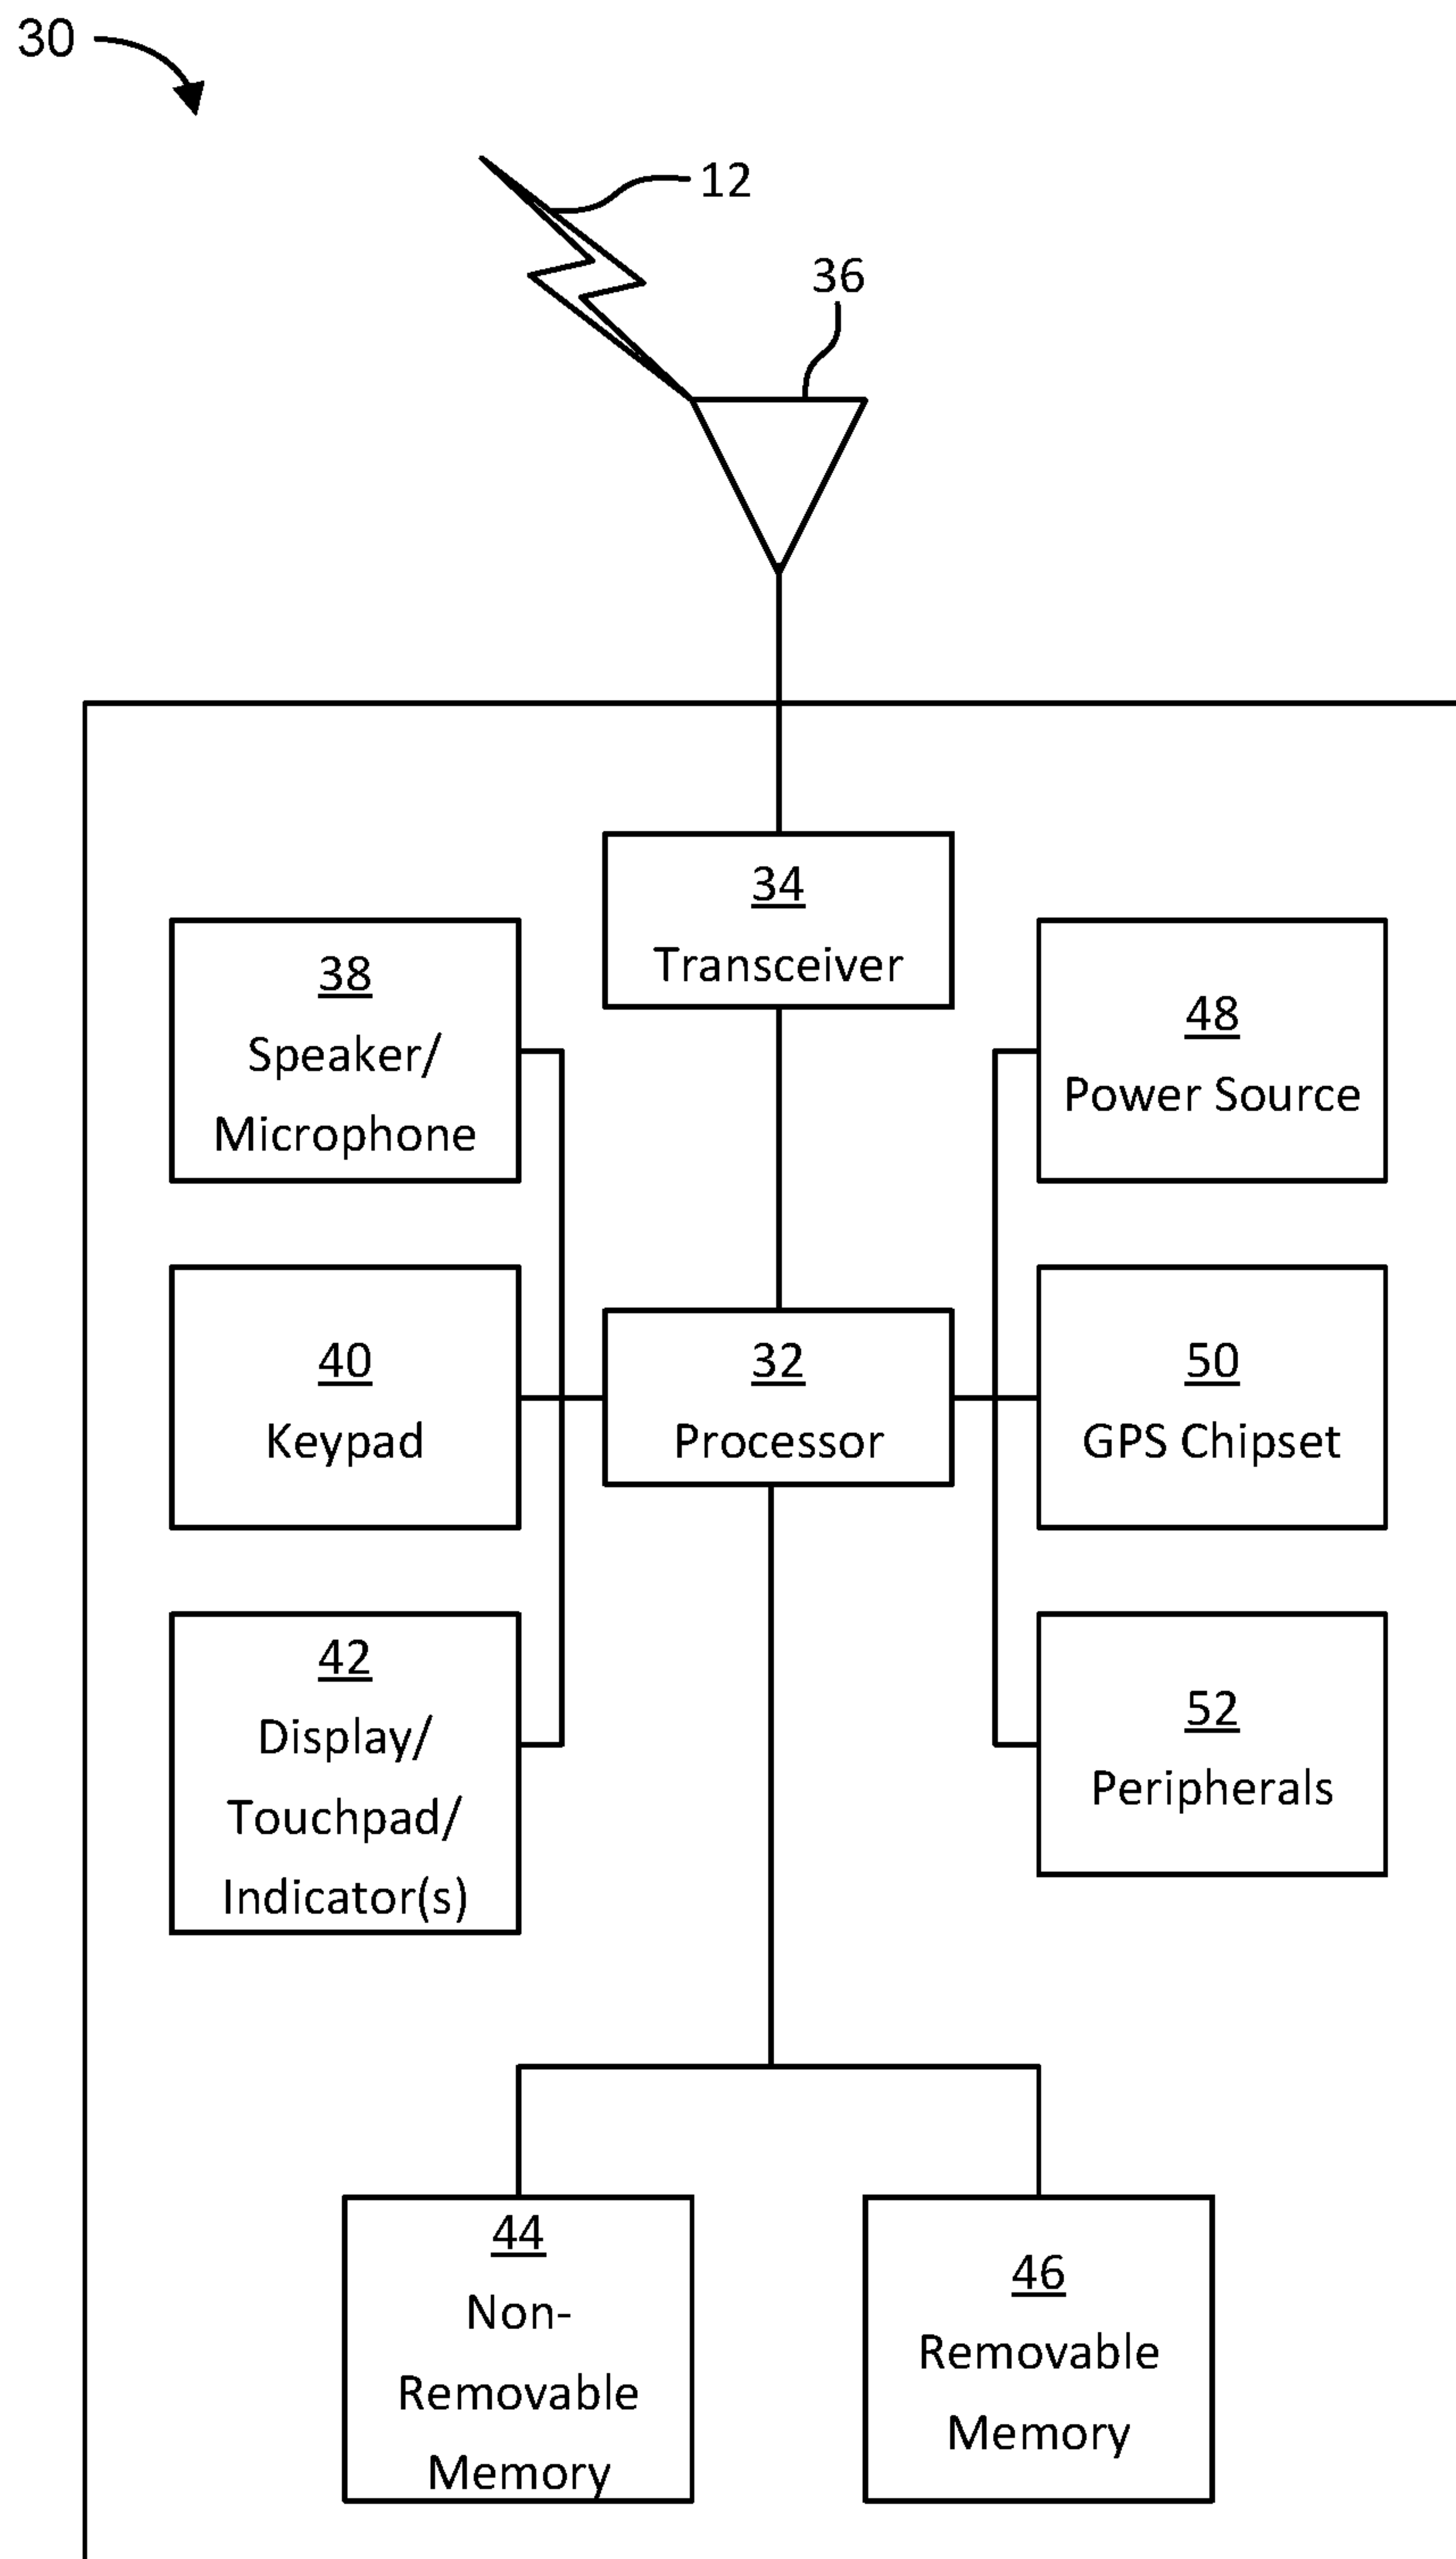 30
12
36
34
Transceiver
38
Speaker/
Microphone
48
Power Source
40
Keypad
32
Processor
50
GPS Chipset
42
Display/
Touchpad/
Indicator(s)
52
Peripherals
44
Non-
Removable
Memory
46
Removable
Memory